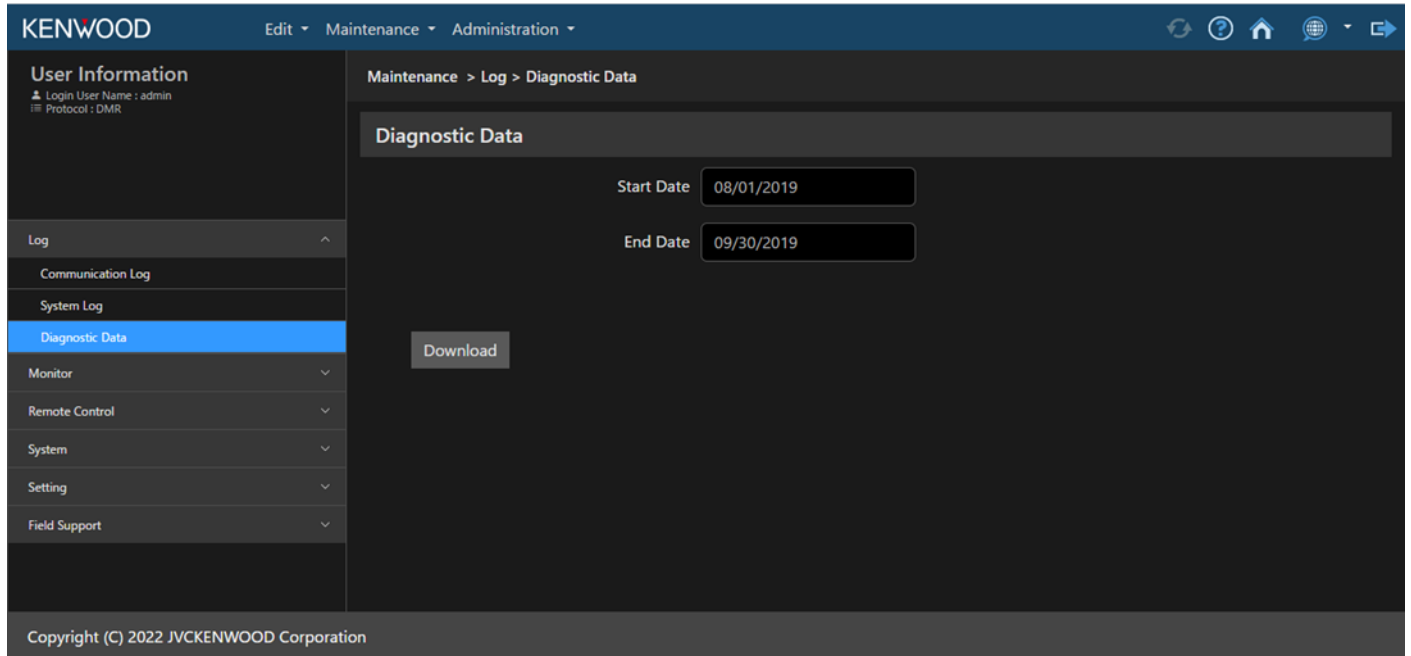 KENWOOD Edit Maintenance Administration
User Information
Login User Name : admin
Protocol : DMR
Log
Communication Log
System Log
Diagnostic Data
Monitor
Remote Control
System
Setting
Field Support
Maintenance > Log > Diagnostic Data
Diagnostic Data
Start Date 08/01/2019
End Date 09/30/2019
Download
Copyright (C) 2022 JVCKENWOOD Corporation